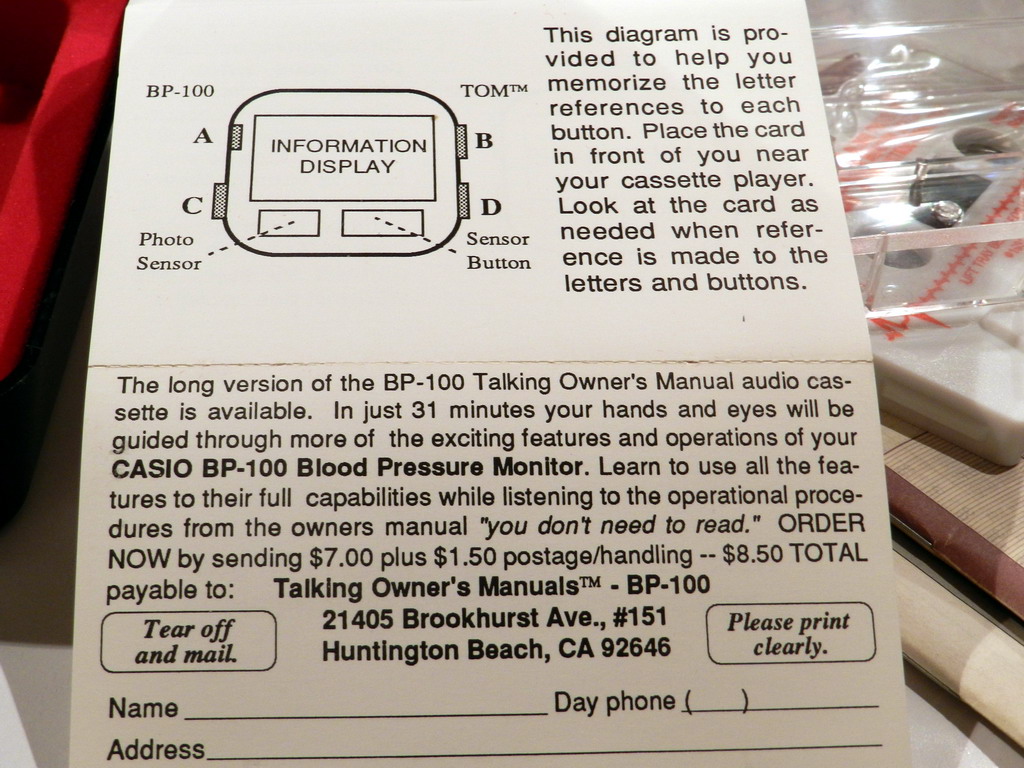 BP-100
TOM™
A
B
INFORMATION
DISPLAY
C
D
Photo
Sensor
Sensor
Button
This diagram is pro-
vided to help you
memorize the letter
references to each
button. Place the card
in front of you near
your cassette player.
Look at the card as
needed when refer-
ence is made to the
letters and buttons.
The long version of the BP-100 Talking Owner's Manual audio cas-
sette is available. In just 31 minutes your hands and eyes will be
guided through more of the exciting features and operations of your
CASIO BP-100 Blood Pressure Monitor. Learn to use all the fea-
tures to their full capabilities while listening to the operational proce-
dures from the owners manual "you don't need to read." ORDER
NOW by sending $7.00 plus $1.50 postage/handling -- $8.50 TOTAL
payable to: Talking Owner's Manuals™ - BP-100
21405 Brookhurst Ave., #151
Huntington Beach, CA 92646
Tear off
and mail.
Please print
clearly.
Name Day phone ( )
Address